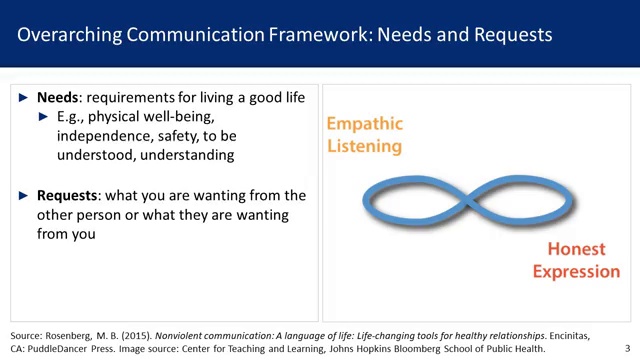 Overarching Communication Framework: Needs and Requests
► Needs: requirements for living a good life
► E.g., physical well-being,
independence, safety, to be
understood, understanding
► Requests: what you are wanting from the
other person or what they are wanting
from you
Empathic
Listening
Honest
Expression
Source: Rosenberg, M. B. (2015). Nonviolent communication: A language of life: Life-changing tools for healthy relationships. Encinitas,
CA: PuddleDancer Press. Image source: Center for Teaching and Learning, Johns Hopkins Bloomberg School of Public Health.
3